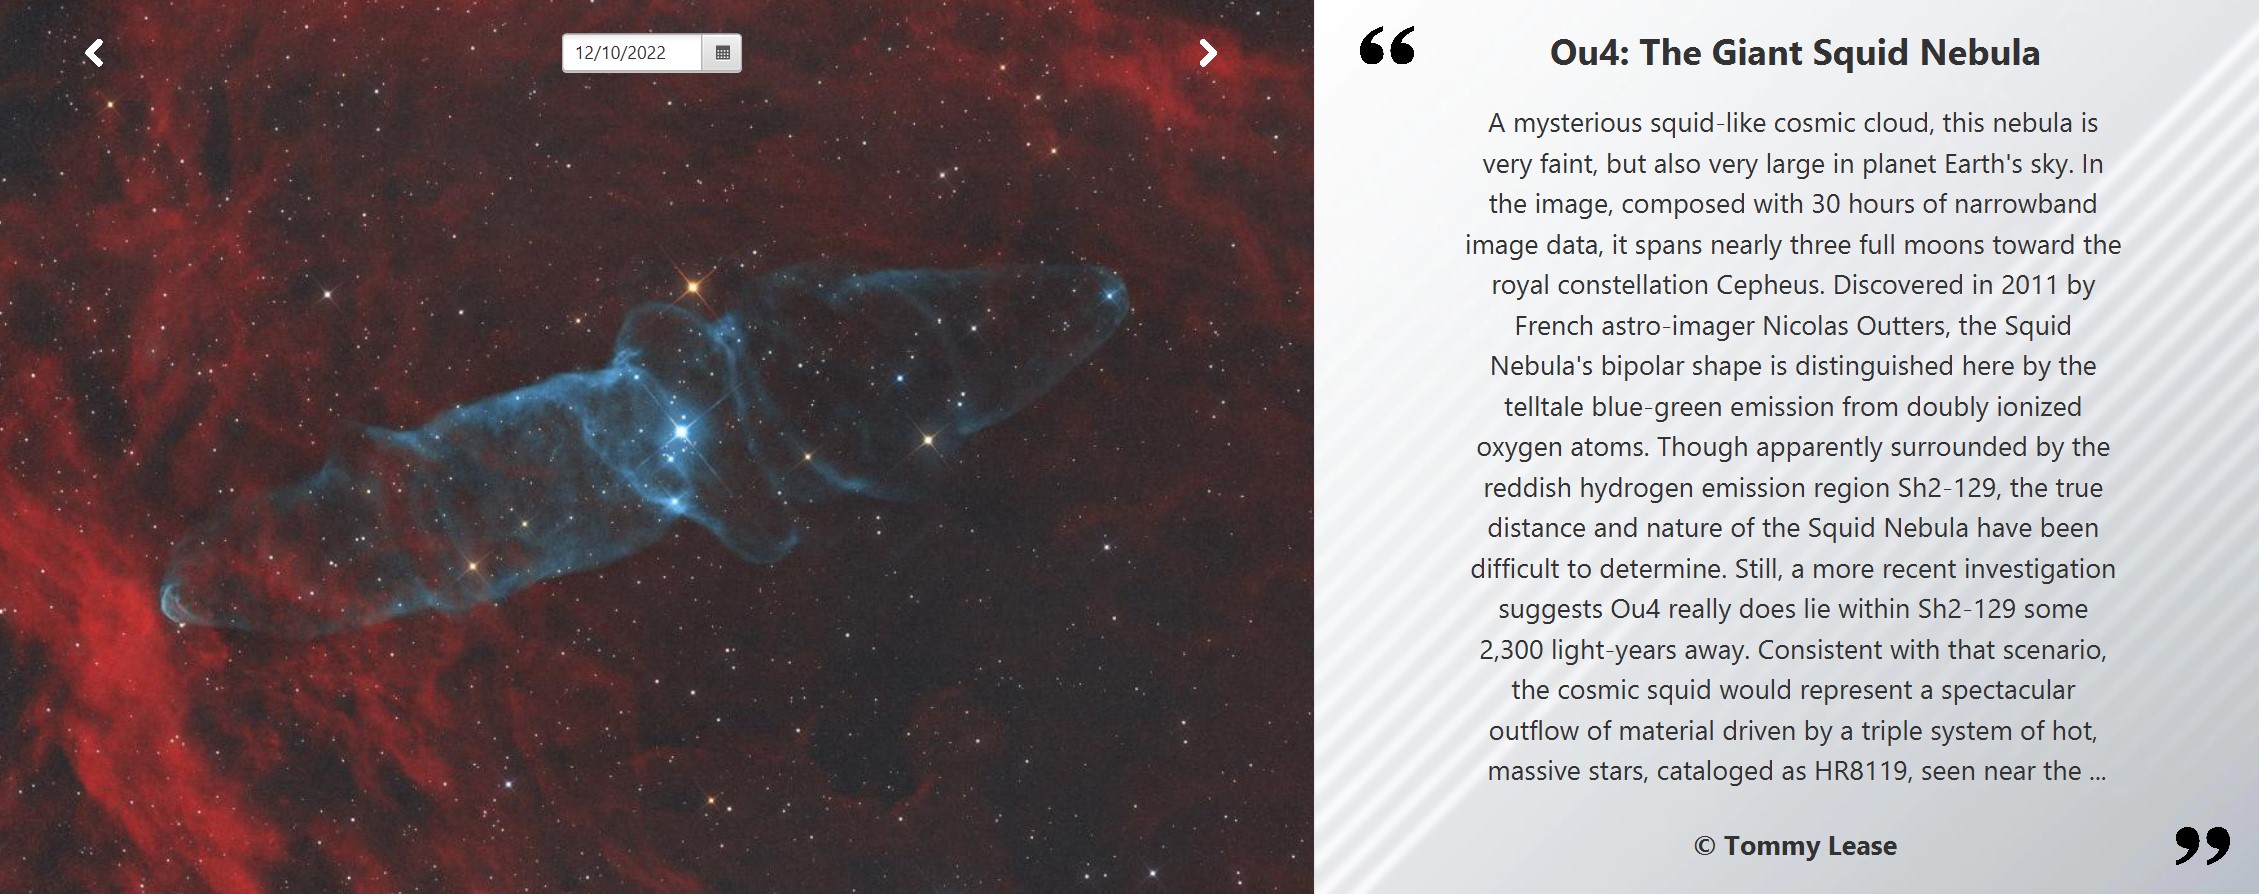 12/10/2022
“ Ou4: The Giant Squid Nebula
A mysterious squid-like cosmic cloud, this nebula is
very faint, but also very large in planet Earth's sky. In
the image, composed with 30 hours of narrowband
image data, it spans nearly three full moons toward the
royal constellation Cepheus. Discovered in 2011 by
French astro-imager Nicolas Outters, the Squid
Nebula's bipolar shape is distinguished here by the
telltale blue-green emission from doubly ionized
oxygen atoms. Though apparently surrounded by the
reddish hydrogen emission region Sh2-129, the true
distance and nature of the Squid Nebula have been
difficult to determine. Still, a more recent investigation
suggests Ou4 really does lie within Sh2-129 some
2,300 light-years away. Consistent with that scenario,
the cosmic squid would represent a spectacular
outflow of material driven by a triple system of hot,
massive stars, cataloged as HR8119, seen near the ...
© Tommy Lease ”